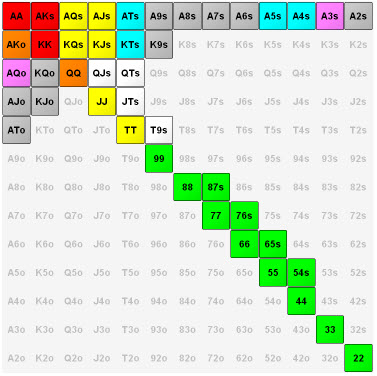 AA AKs AQs AJs ATs A9s A8s A7s A6s A5s A4s A3s A2s
AKo KK KQs KJs KTs K9s K8s K7s K6s K5s K4s K3s K2s
AQo KQo QQ QJs QTs Q9s Q8s Q7s Q6s Q5s Q4s Q3s Q2s
AJo KJo QJo JJ JTs J9s J8s J7s J6s J5s J4s J3s J2s
ATo KTo QTo JTo TT T9s T8s T7s T6s T5s T4s T3s T2s
A9o K9o Q9o J9o T9o 99 98s 97s 96s 95s 94s 93s 92s
A8o K8o Q8o J8o T8o 98o 88 87s 86s 85s 84s 83s 82s
A7o K7o Q7o J7o T7o 97o 87o 77 76s 75s 74s 73s 72s
A6o K6o Q6o J6o T6o 96o 86o 76o 66 65s 64s 63s 62s
A5o K5o Q5o J5o T5o 95o 85o 75o 65o 55 54s 53s 52s
A4o K4o Q4o J4o T4o 94o 84o 74o 64o 54o 44 43s 42s
A3o K3o Q3o J3o T3o 93o 83o 73o 63o 53o 43o 33 32s
A2o K2o Q2o J2o T2o 92o 82o 72o 62o 52o 42o 32o 22